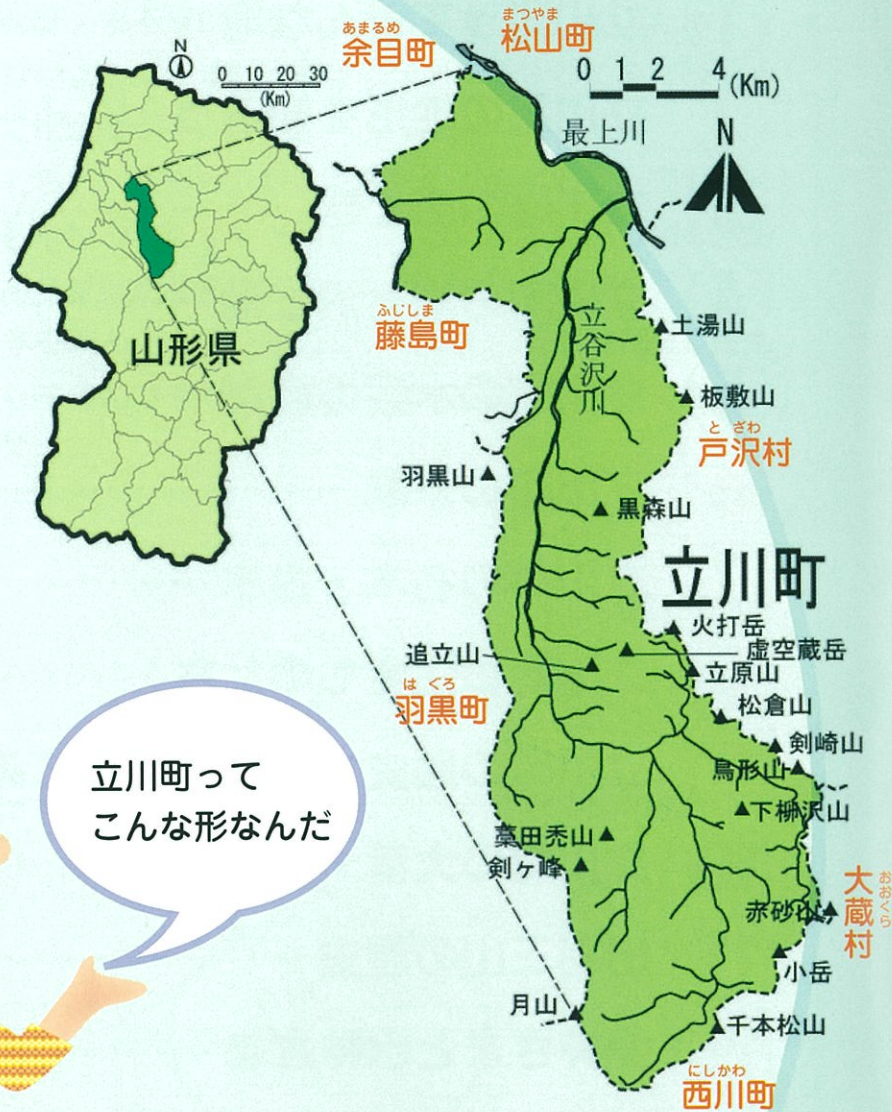 あまるめ
余目町
まつやま
松山町
N
0 10 20 30
(Km)
0 1 2 4 (Km)
最上川
N
山形県
ふじしま
藤島町
立谷沢川
土湯山
板敷山
とざわ
戸沢村
羽黒山
黒森山
立川町
火打岳
虚空蔵岳
追立山
立原山
はぐろ
羽黒町
松倉山
剣崎山
鳥形山
立川町って
こんな形なんだ
下柳沢山
藁田禿山
剣ヶ峰
おおくら
大蔵村
赤砂山
小岳
月山
千本松山
にしかわ
西川町